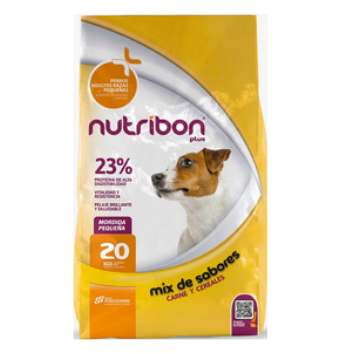 PERROS
ADULTOS RAZAS
PEQUEÑAS
nutribon
plus
23%
PROTEÍNA DE ALTA
DIGESTIBILIDAD
VITALIDAD Y
RESISTENCIA
PELAJE BRILLANTE
Y SALUDABLE
MORDIDA
PEQUEÑA
20
mix de sabores
CARNE Y CEREALES